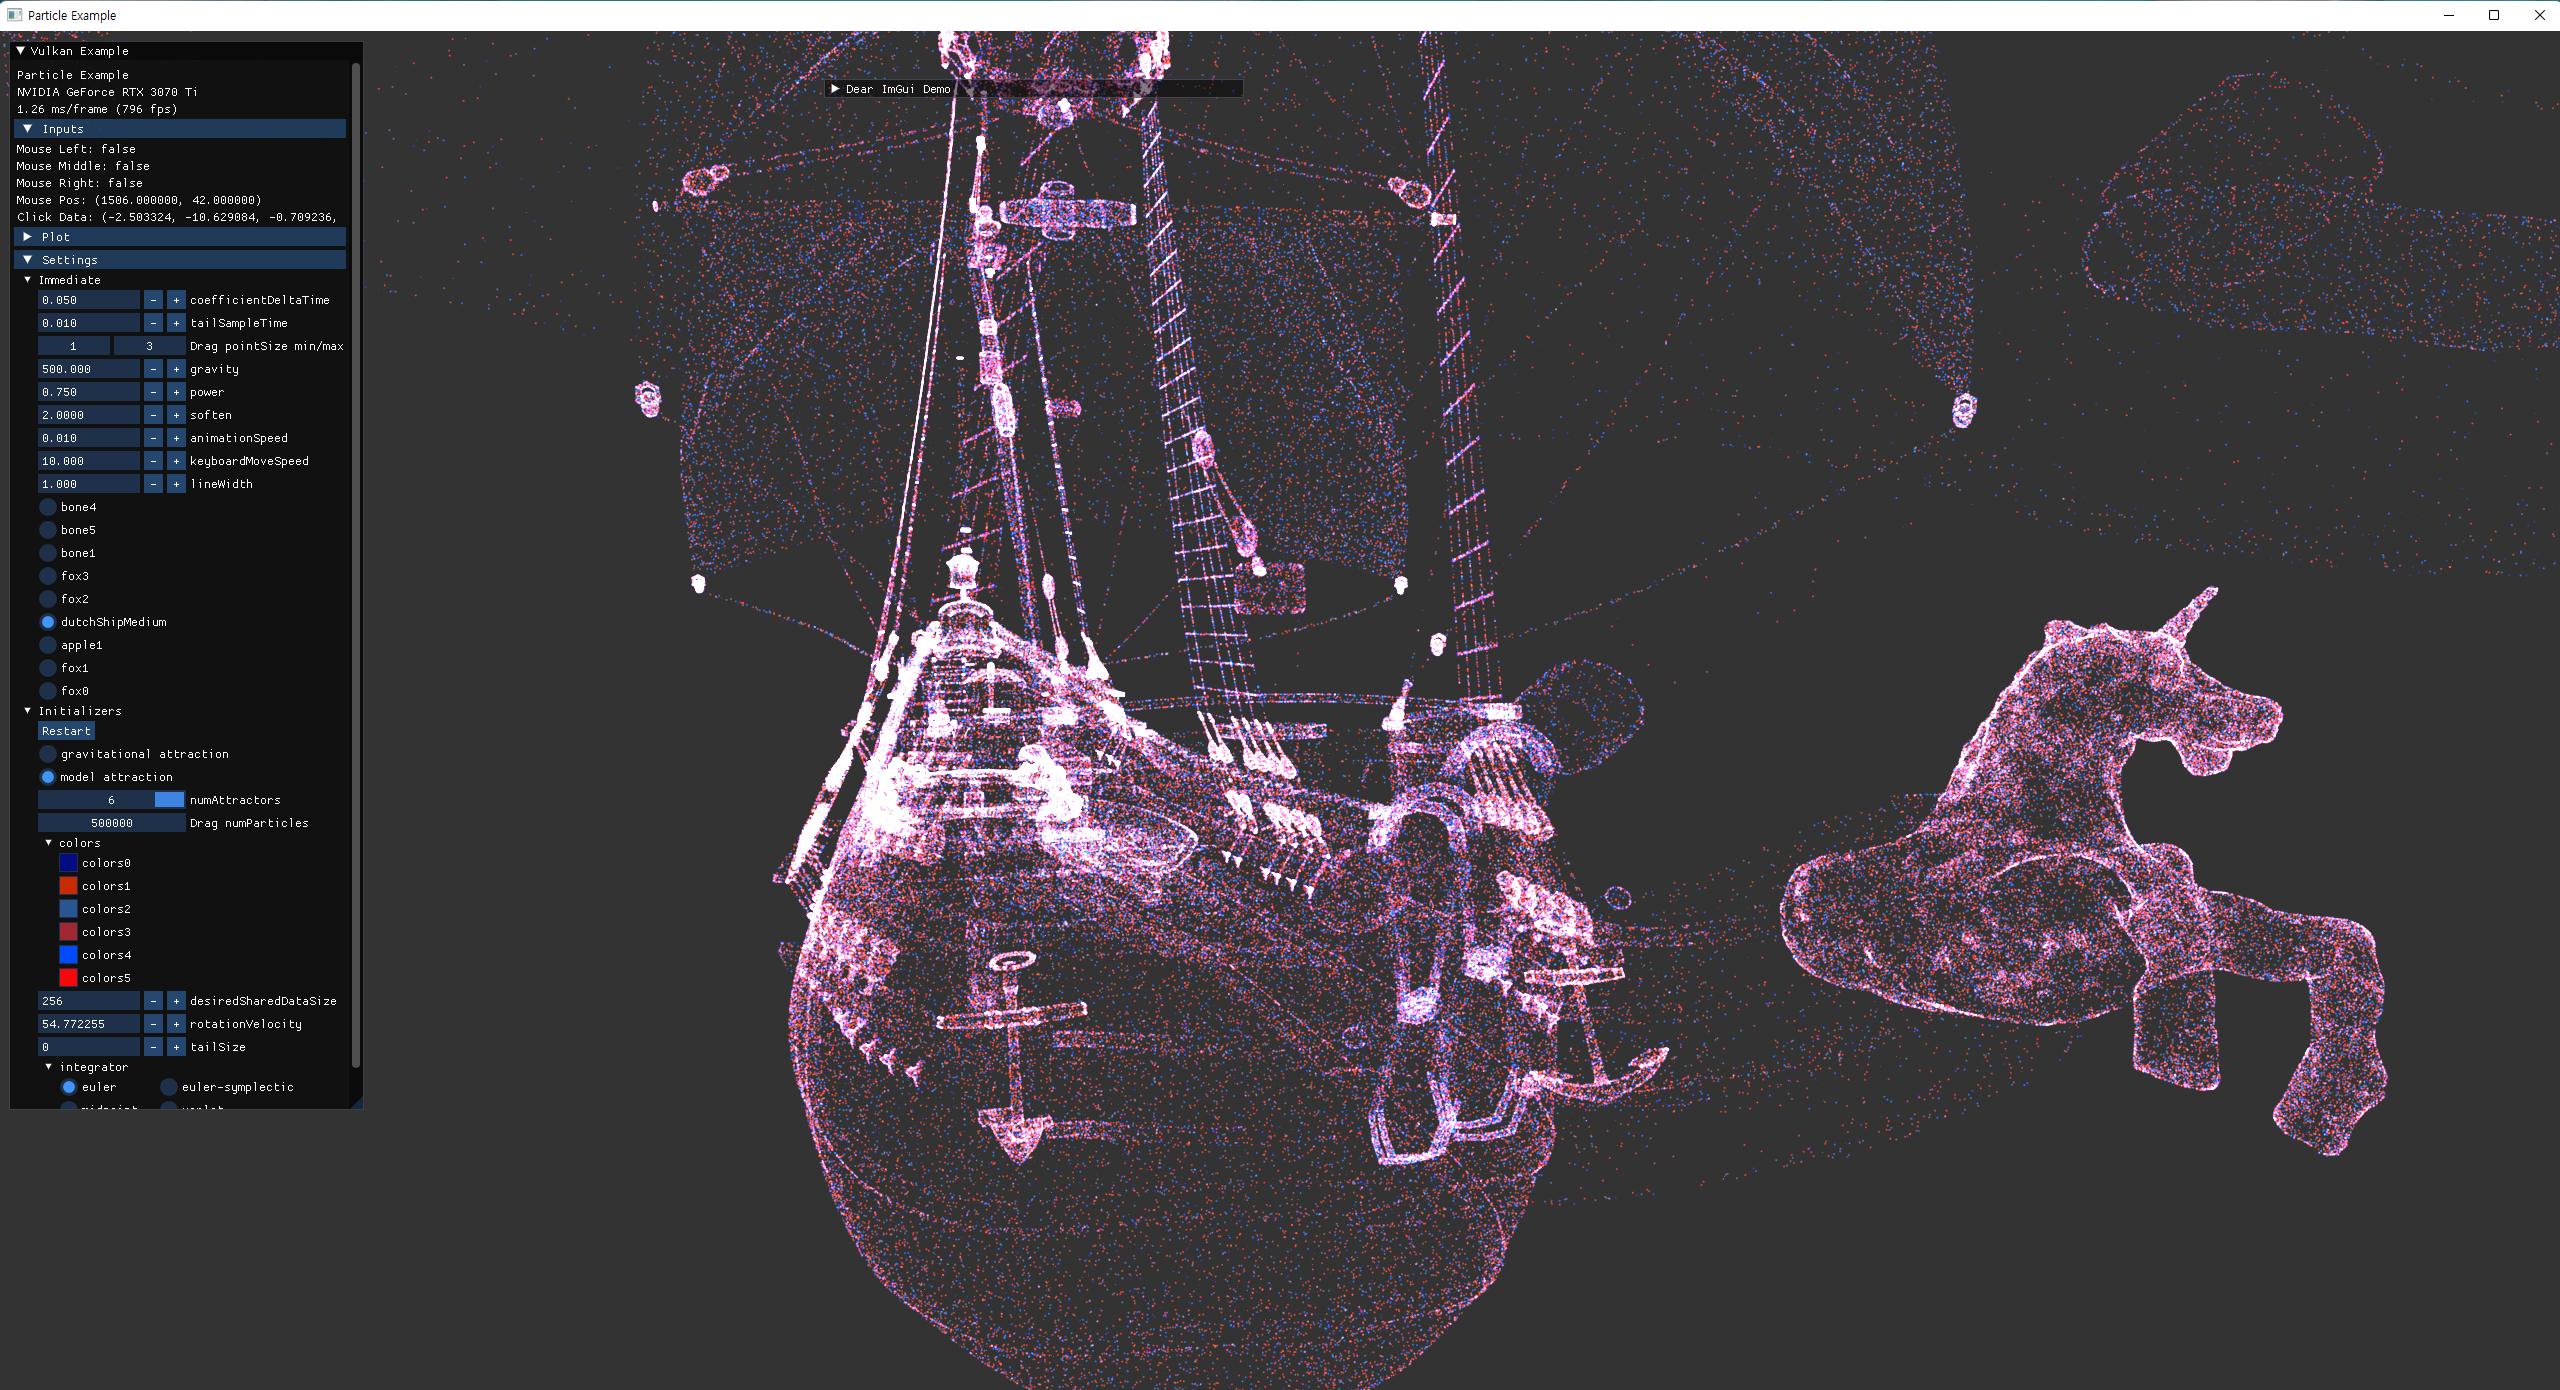 Particle Example
Vulkan Example
Particle Example
NVIDIA GeForce RTX 3070 Ti
1.26 ms/frame (796 fps)
Inputs
Mouse Left: false
Mouse Middle: false
Mouse Right: false
Mouse Pos: (1506.000000, 42.000000)
Click Data: (-2.503324, -10.629084, -0.709236,
Plot
Settings
Immediate
0.050 - + coefficientDeltaTime
0.010 - + tailSampleTime
1 3 Drag pointSize min/max
500.000 - + gravity
0.750 - + power
2.0000 - + soften
0.010 - + animationSpeed
10.000 - + keyboardMoveSpeed
1.000 - + lineWidth
bone4
bone5
bone1
fox3
fox2
dutchShipMedium
apple1
fox1
fox0
Initializers
Restart
gravitational attraction
model attraction
6 numAttractors
500000 Drag numParticles
colors
colors0
colors1
colors2
colors3
colors4
colors5
256 - + desiredSharedDataSize
54.772255 - + rotationVelocity
0 - + tailSize
integrator
euler euler-symplectic
Dear ImGui Demo